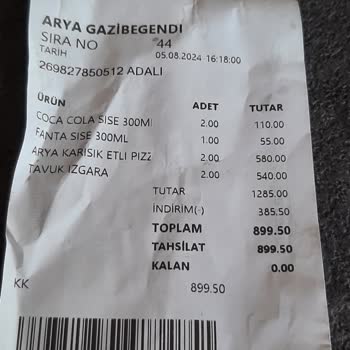 ARYA GAZİBEGENDİ
SIRA NO 44
TARİH 05.08.2024 16:18:00
269827850512 ADALI
ÜRÜN ADET TUTAR
COCA COLA SISE 300Mİ 2.00 110.00
FANTA SISE 300ML 1.00 55.00
ARYA KARISIK ETLI PIZZ 2.00 580.00
TAVUK IZGARA 2.00 540.00
TUTAR 1285.00
İNDİRİM(-) 385.50
TOPLAM 899.50
TAHSİLAT 899.50
KALAN 0.00
KK 899.50